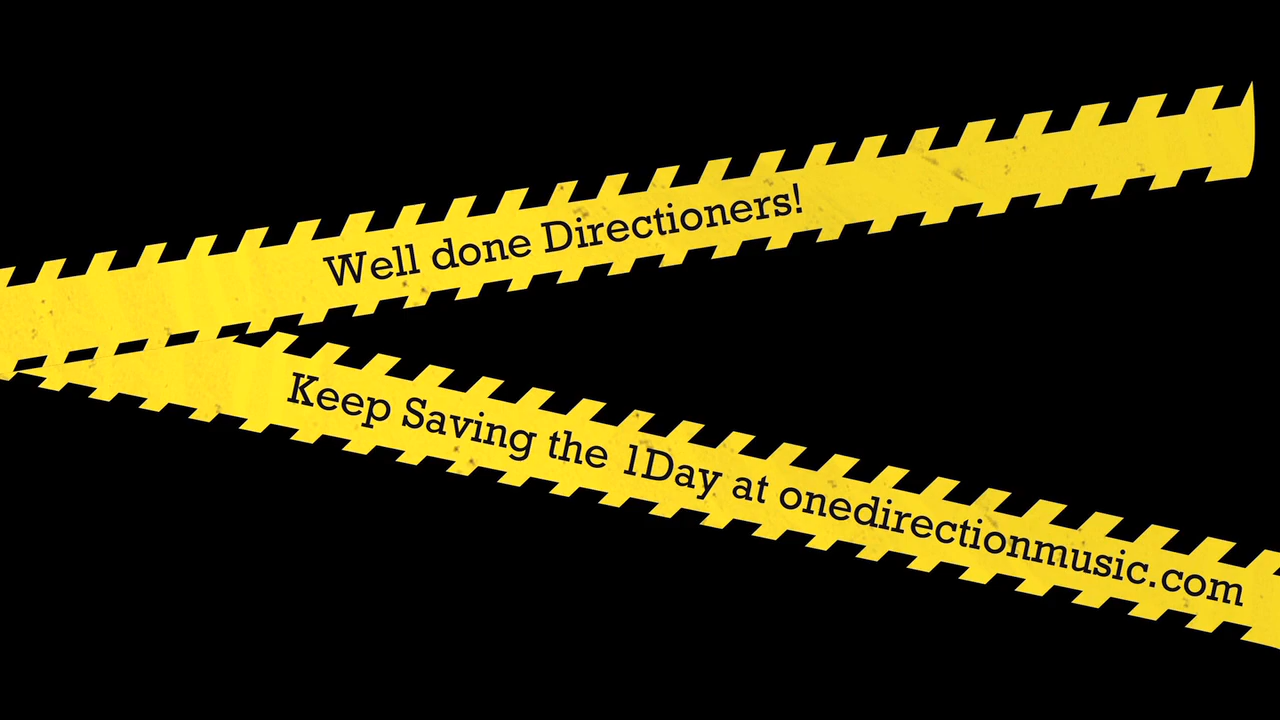 Well done Directioners!
Keep Saving the 1Day at onedirectionmusic.com